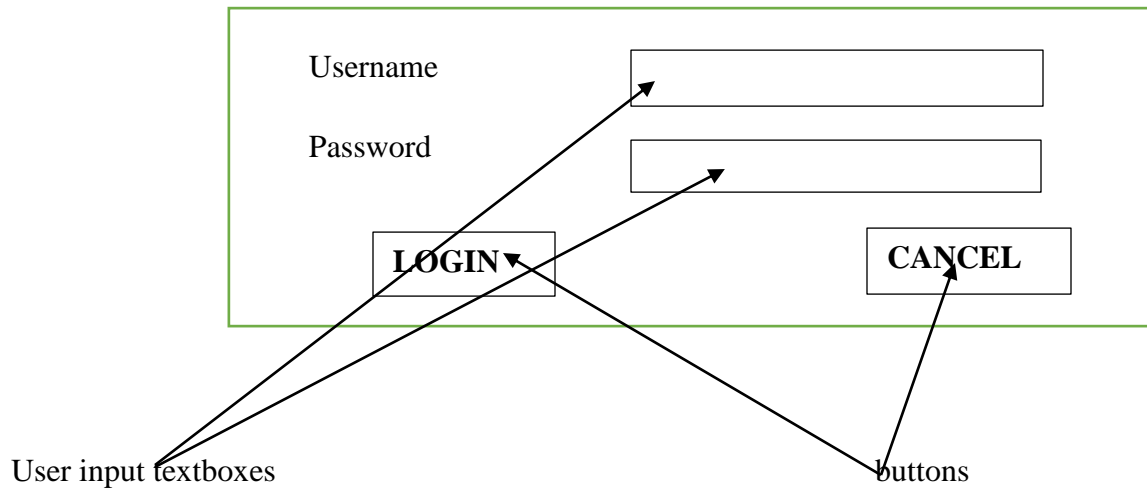 Username
Password
LOGIN
CANCEL
User input textboxes
buttons